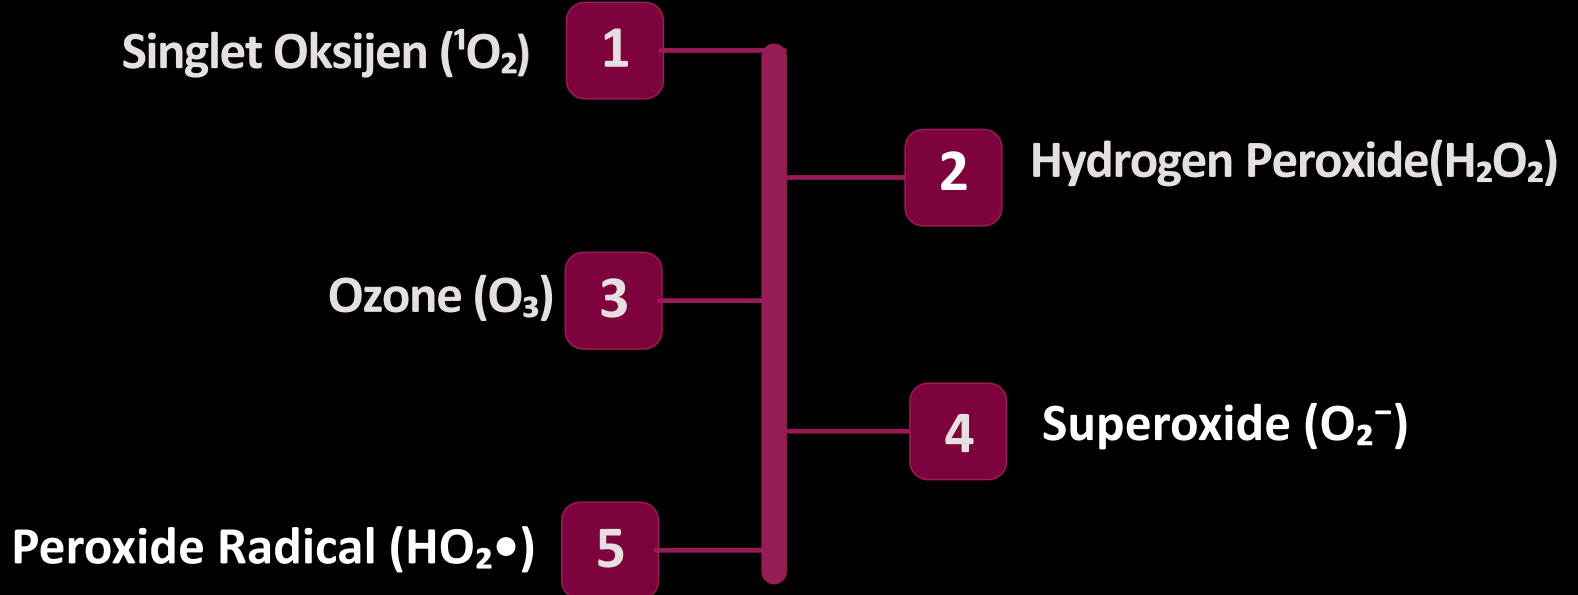 Singlet Oksijen (¹O₂)
1
2
Hydrogen Peroxide(H₂O₂)
Ozone (O₃)
3
4
Superoxide (O₂⁻)
Peroxide Radical (HO₂•)
5